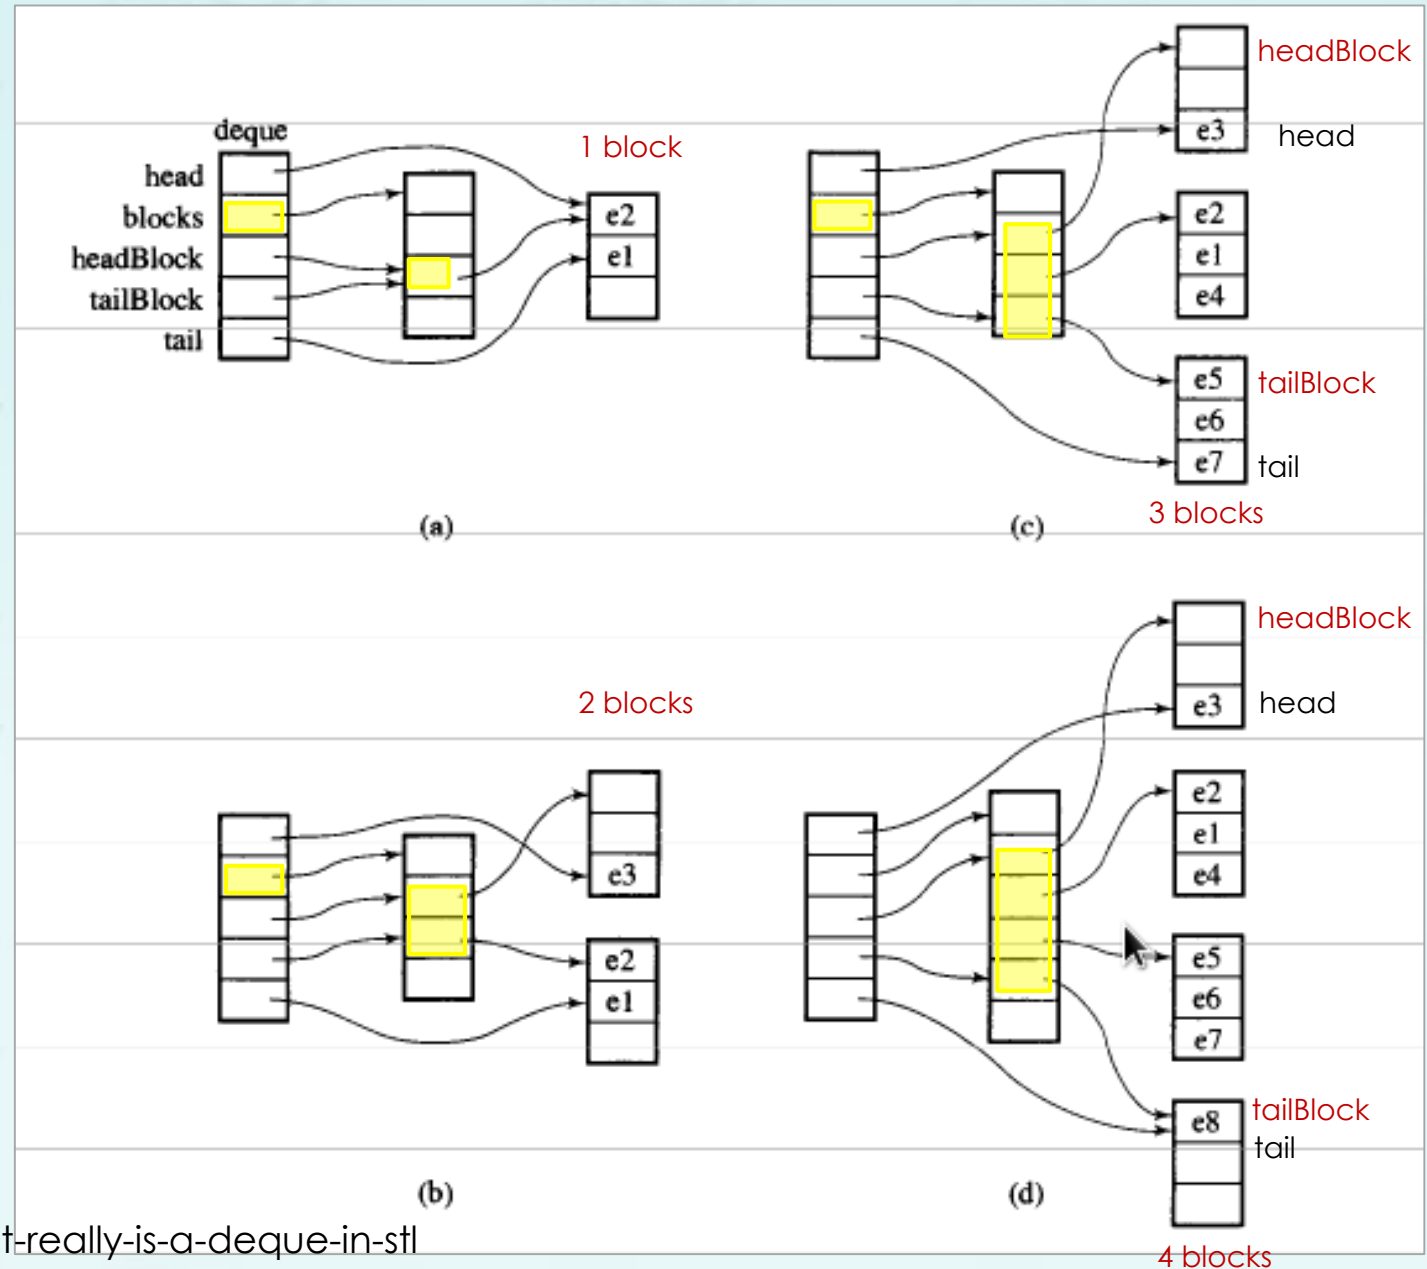 deque
head
blocks
headBlock
tailBlock
tail
1 block
e2
e1
(a)
headBlock
e3 head
e2
e1
e4
e5 tailBlock
e6
e7 tail
3 blocks
(c)
2 blocks
e3
e2
e1
(b)
headBlock
e3 head
e2
e1
e4
e5
e6
e7
e8 tailBlock
tail
(d)
4 blocks
t-really-is-a-deque-in-stl